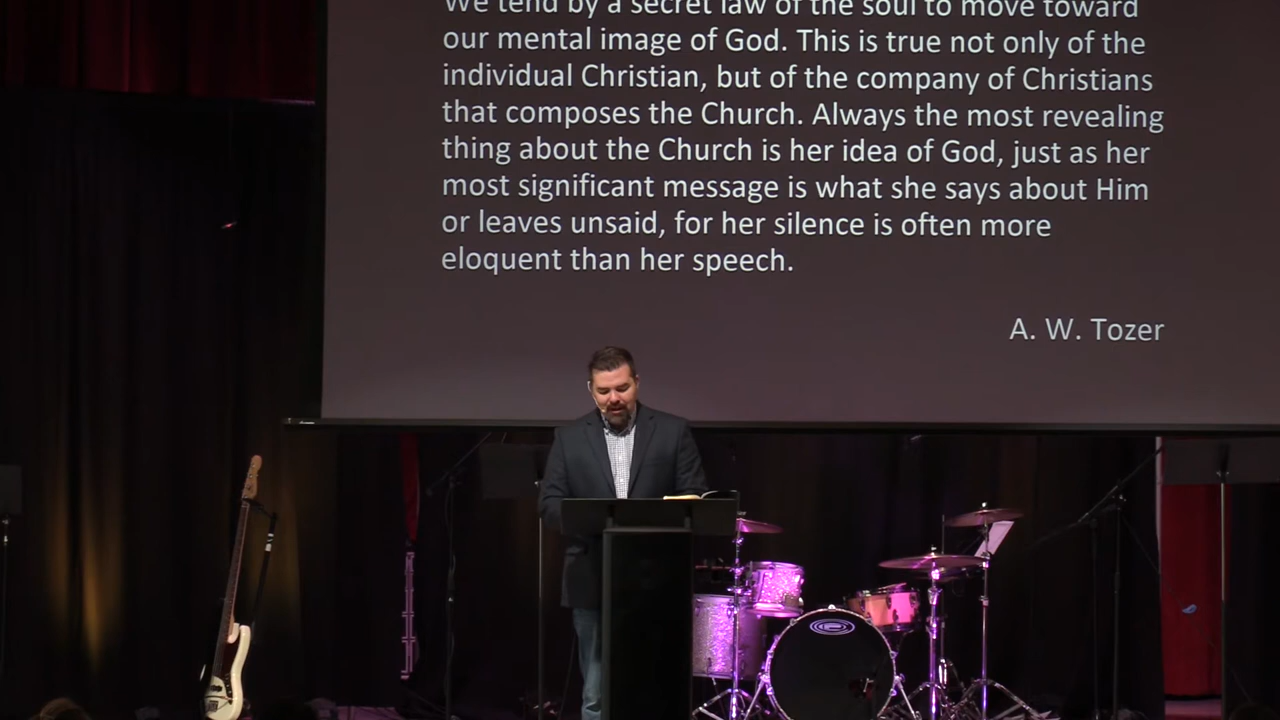 We tend by a secret law of the soul to move toward
our mental image of God. This is true not only of the
individual Christian, but of the company of Christians
that composes the Church. Always the most revealing
thing about the Church is her idea of God, just as her
most significant message is what she says about Him
or leaves unsaid, for her silence is often more
eloquent than her speech.
A. W. Tozer